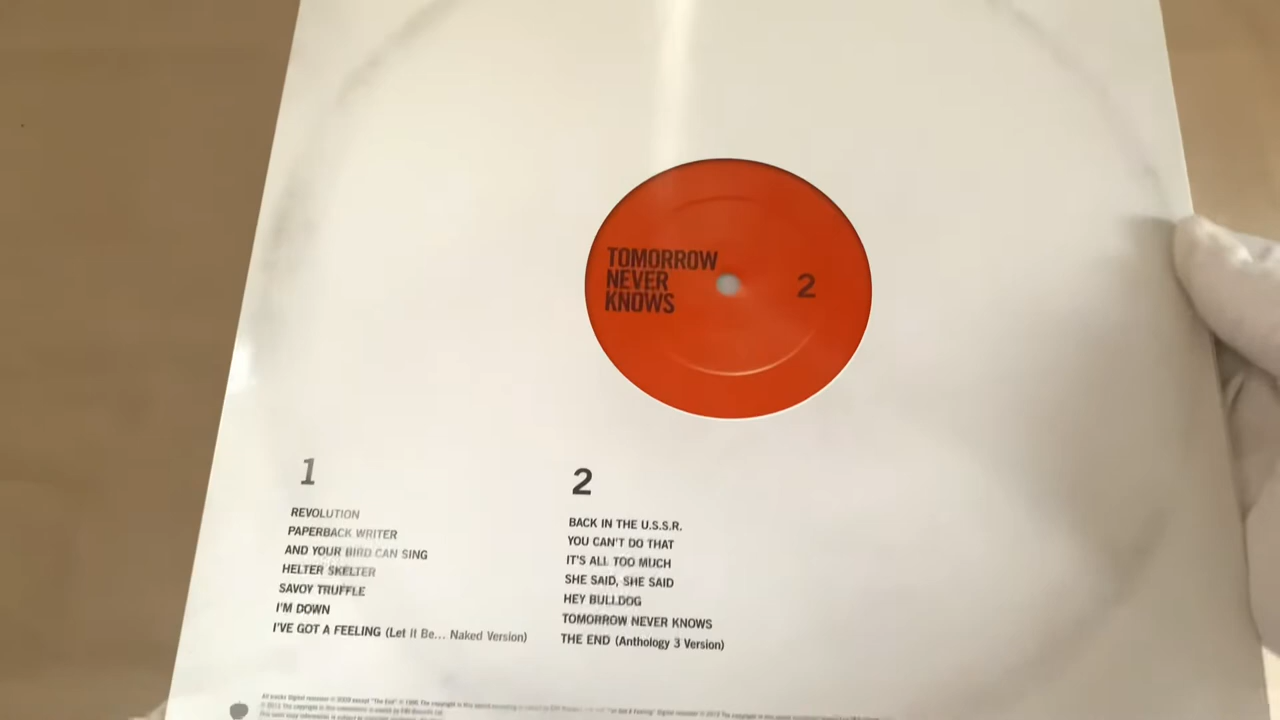 TOMORROW
NEVER
KNOWS
2
1
REVOLUTION
PAPERBACK WRITER
AND YOUR BIRD CAN SING
HELTER SKELTER
SAVOY TRUFFLE
I'M DOWN
I'VE GOT A FEELING (Let It Be... Naked Version)
2
BACK IN THE U.S.S.R.
YOU CAN'T DO THAT
IT'S ALL TOO MUCH
SHE SAID, SHE SAID
HEY BULLDOG
TOMORROW NEVER KNOWS
THE END (Anthology 3 Version)